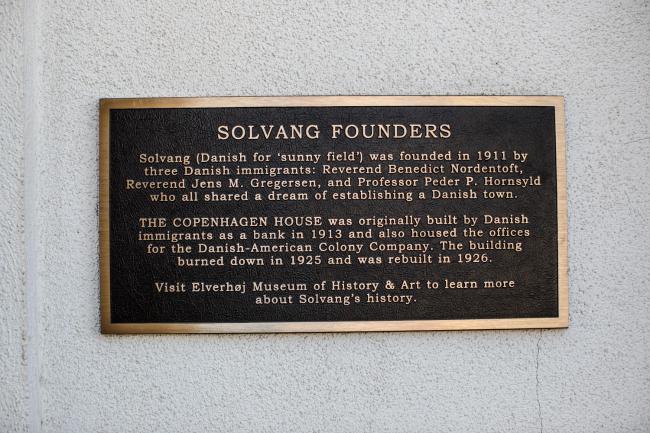 SOLVANG FOUNDERS
Solvang (Danish for 'sunny field') was founded in 1911 by
three Danish immigrants: Reverend Benedict Nordentoft,
Reverend Jens M. Gregersen, and Professor Peder P. Hornsyld
who all shared a dream of establishing a Danish town.
THE COPENHAGEN HOUSE was originally built by Danish
immigrants as a bank in 1913 and also housed the offices
for the Danish-American Colony Company. The building
burned down in 1925 and was rebuilt in 1926.
Visit Elverhøj Museum of History & Art to learn more
about Solvang's history.